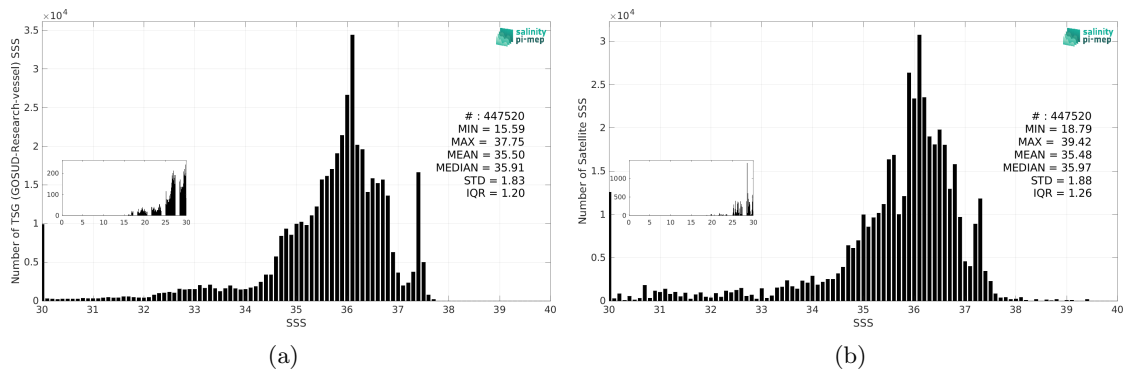 ×10⁴
3.5
3
2.5
2
1.5
1
0.5
0
30 31 32 33 34 35 36 37 38 39 40
SSS
Number of TSG (GOSUD-Research-vessel) SSS
salinity
pi-mep
# : 447520
MIN = 15.59
MAX = 37.75
MEAN = 35.50
MEDIAN = 35.91
STD = 1.83
IQR = 1.20
200
100
0
0 5 10 15 20 25 30
(a)
×10⁴
3
2.5
2
1.5
1
0.5
0
30 31 32 33 34 35 36 37 38 39 40
SSS
Number of Satellite SSS
salinity
pi-mep
# : 447520
MIN = 18.79
MAX = 39.42
MEAN = 35.48
MEDIAN = 35.97
STD = 1.88
IQR = 1.26
1000
500
0
0 5 10 15 20 25 30
(b)